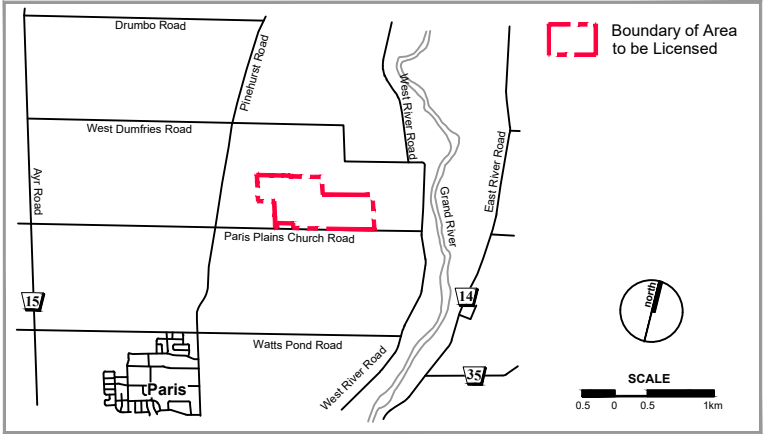 Drumbo Road
Boundary of Area
to be Licensed
Pinehurst Road
West River Road
West Dumfries Road
East River Road
Ayr Road
Grand River
Paris Plains Church Road
15
14
north
Watts Pond Road
West River Road
35
Paris
SCALE
0.5 0 0.5 1km